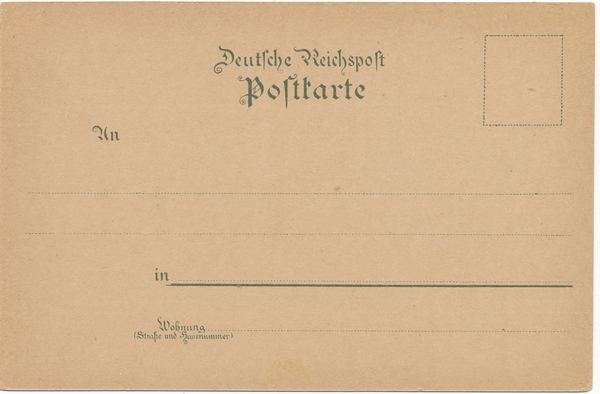 Deutſche Reichspoſt
Poſtkarte
An
in
Wohnung
(Straße und Hausnummer)